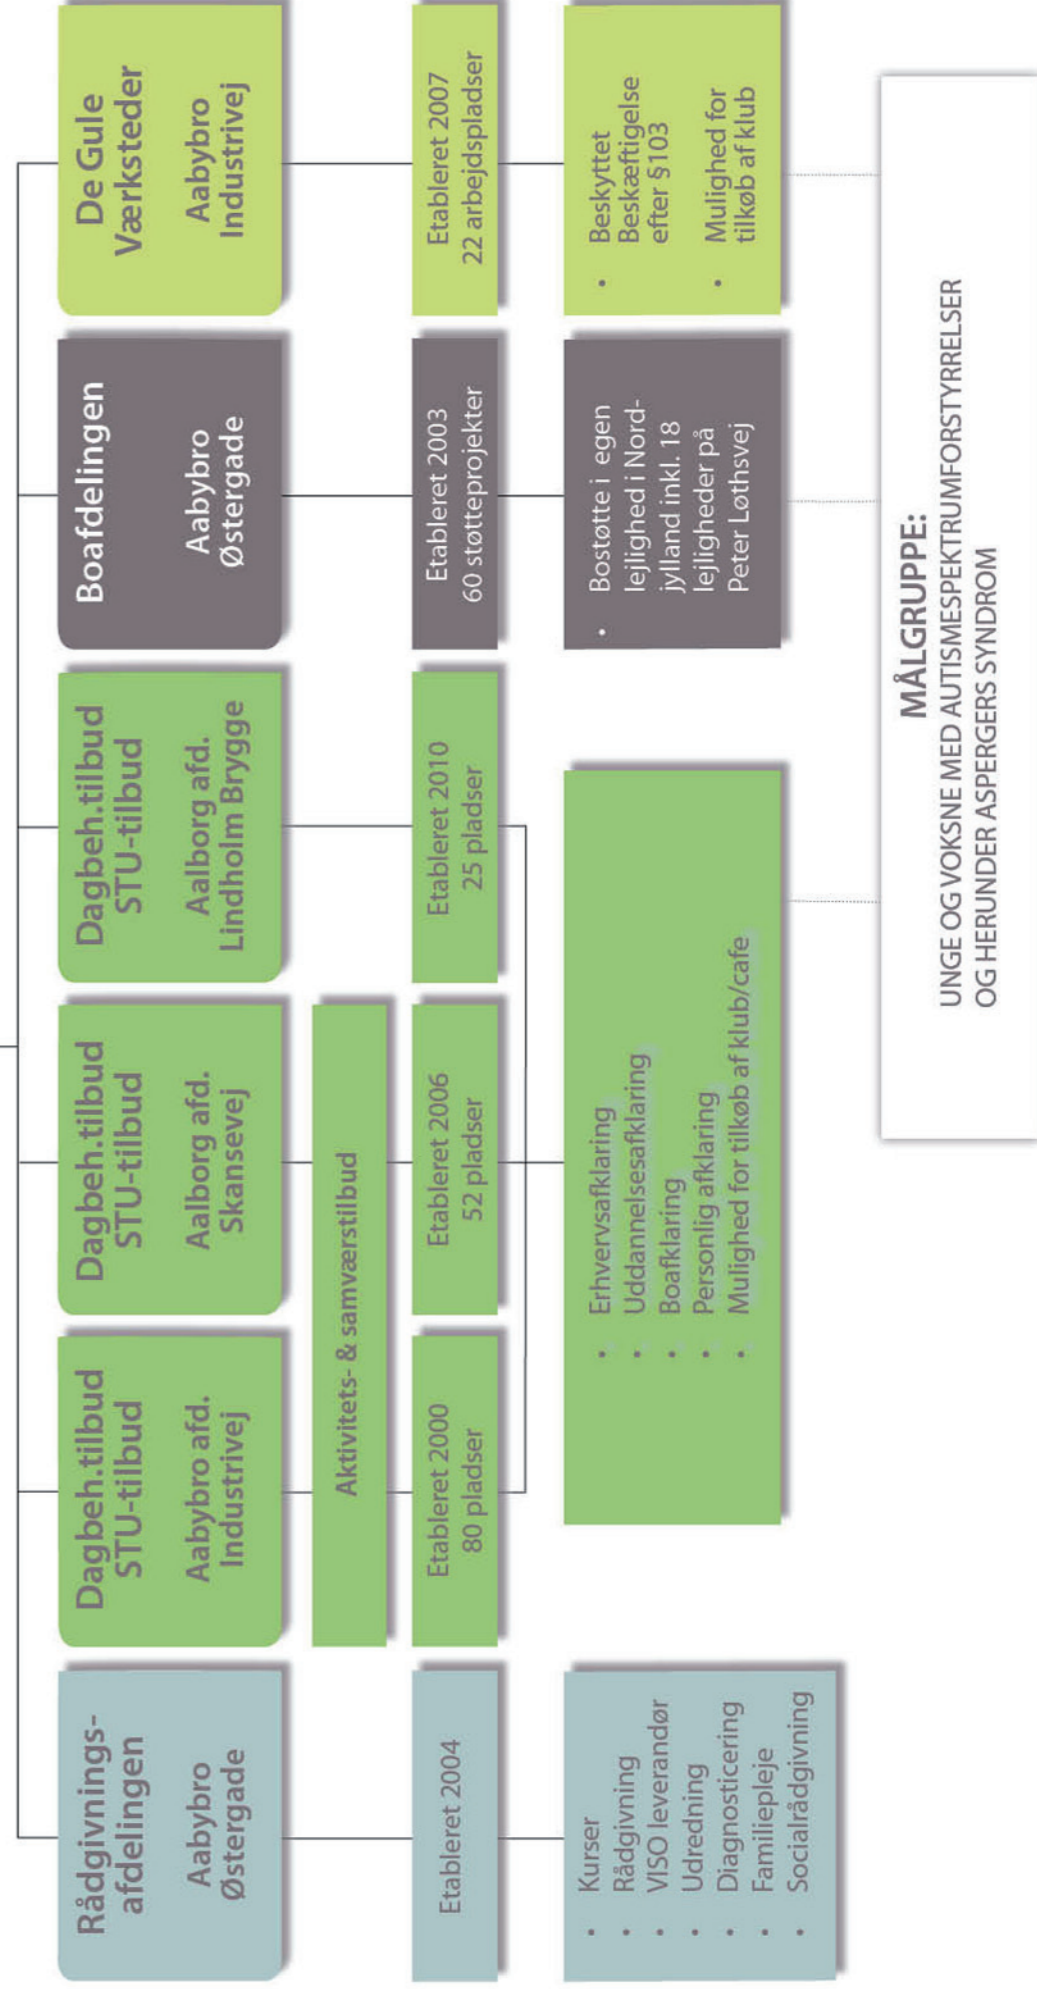 Rådgivnings-
afdelingen
Aabybro
Østergade
Etableret 2004
• Kurser
• Rådgivning
• VISO leverandør
• Udredning
• Diagnosticering
• Familiepleje
• Socialrådgivning
Dagbeh.tilbud
STU-tilbud
Aabybro afd.
Industrivej
Dagbeh.tilbud
STU-tilbud
Aalborg afd.
Skansevej
Dagbeh.tilbud
STU-tilbud
Aalborg afd.
Lindholm Brygge
Aktivitets- & samværstilbud
Etableret 2000
80 pladser
Etableret 2006
52 pladser
Etableret 2010
25 pladser
• Erhvervsafklaring
• Uddannelsesafklaring
• Boafklaring
• Personlig afklaring
• Mulighed for tilkøb af klub/cafe
Boafdelingen
Aabybro
Østergade
Etableret 2003
60 støtteprojekter
• Bostøtte i egen
lejlighed i Nord-
jylland inkl. 18
lejligheder på
Peter Løthsvej
De Gule
Værksteder
Aabybro
Industrivej
Etableret 2007
22 arbejdspladser
• Beskyttet
Beskæftigelse
efter §103
• Mulighed for
tilkøb af klub
MÅLGRUPPE:
UNGE OG VOKSNE MED AUTISMESPEKTRUMFORSTYRRELSER
OG HERUNDER ASPERGERS SYNDROM